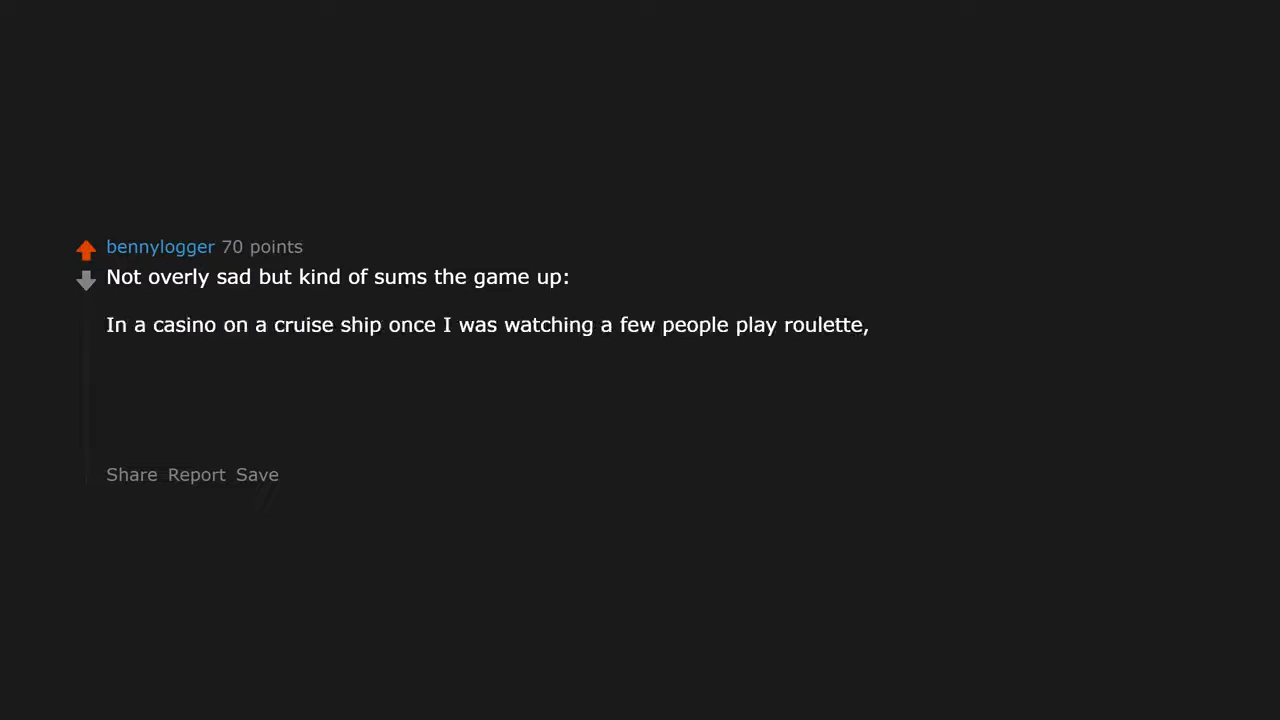 bennylogger 70 points
Not overly sad but kind of sums the game up:
In a casino on a cruise ship once I was watching a few people play roulette,
Share Report Save